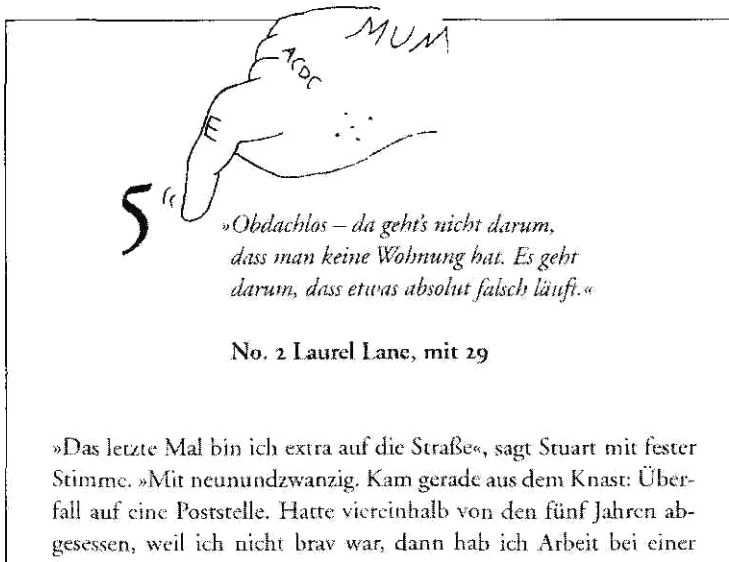 MUM
ACDC
E
5
»Obdachlos – da geht's nicht darum,
dass man keine Wohnung hat. Es geht
darum, dass etwas absolut falsch läuft.«
No. 2 Laurel Lane, mit 29
»Das letzte Mal bin ich extra auf die Straße«, sagt Stuart mit fester
Stimme. »Mit neunundzwanzig. Kam gerade aus dem Knast: Über-
fall auf eine Poststelle. Hatte viereinhalb von den fünf Jahren ab-
gesessen, weil ich nicht brav war, dann hab ich Arbeit bei einer